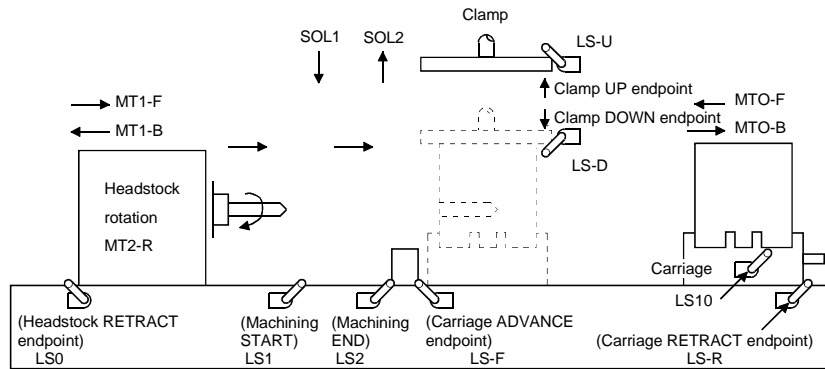 Clamp
SOL1
SOL2
LS-U
Clamp UP endpoint
Clamp DOWN endpoint
MT1-F
MT1-B
MTO-F
MTO-B
LS-D
Headstock
rotation
MT2-R
Carriage
LS10
(Headstock RETRACT
endpoint)
LS0
(Machining
START)
LS1
(Machining
END)
LS2
(Carriage ADVANCE
endpoint)
LS-F
(Carriage RETRACT endpoint)
LS-R